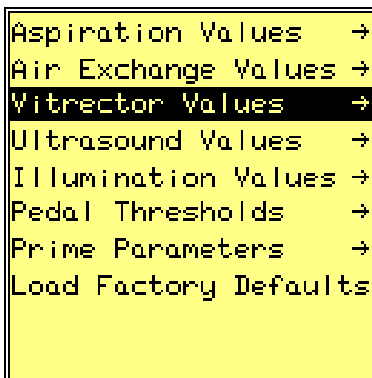 Aspiration Values →
Air Exchange Values →
Vitrector Values →
Ultrasound Values →
Illumination Values →
Pedal Thresholds →
Prime Parameters →
Load Factory Defaults